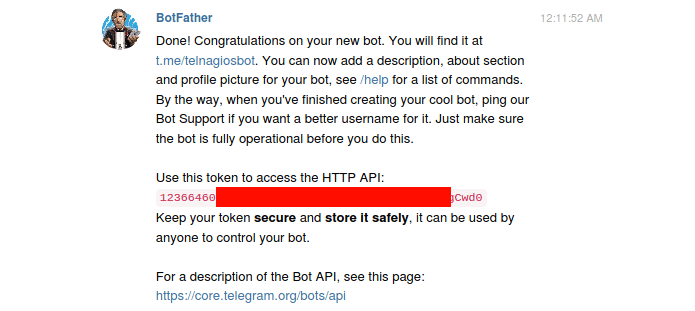 BotFather 12:11:52 AM
Done! Congratulations on your new bot. You will find it at
t.me/telnagiosbot. You can now add a description, about section
and profile picture for your bot, see /help for a list of commands.
By the way, when you've finished creating your cool bot, ping our
Bot Support if you want a better username for it. Just make sure
the bot is fully operational before you do this.
Use this token to access the HTTP API:
12366460 gCwd0
Keep your token secure and store it safely, it can be used by
anyone to control your bot.
For a description of the Bot API, see this page:
https://core.telegram.org/bots/api